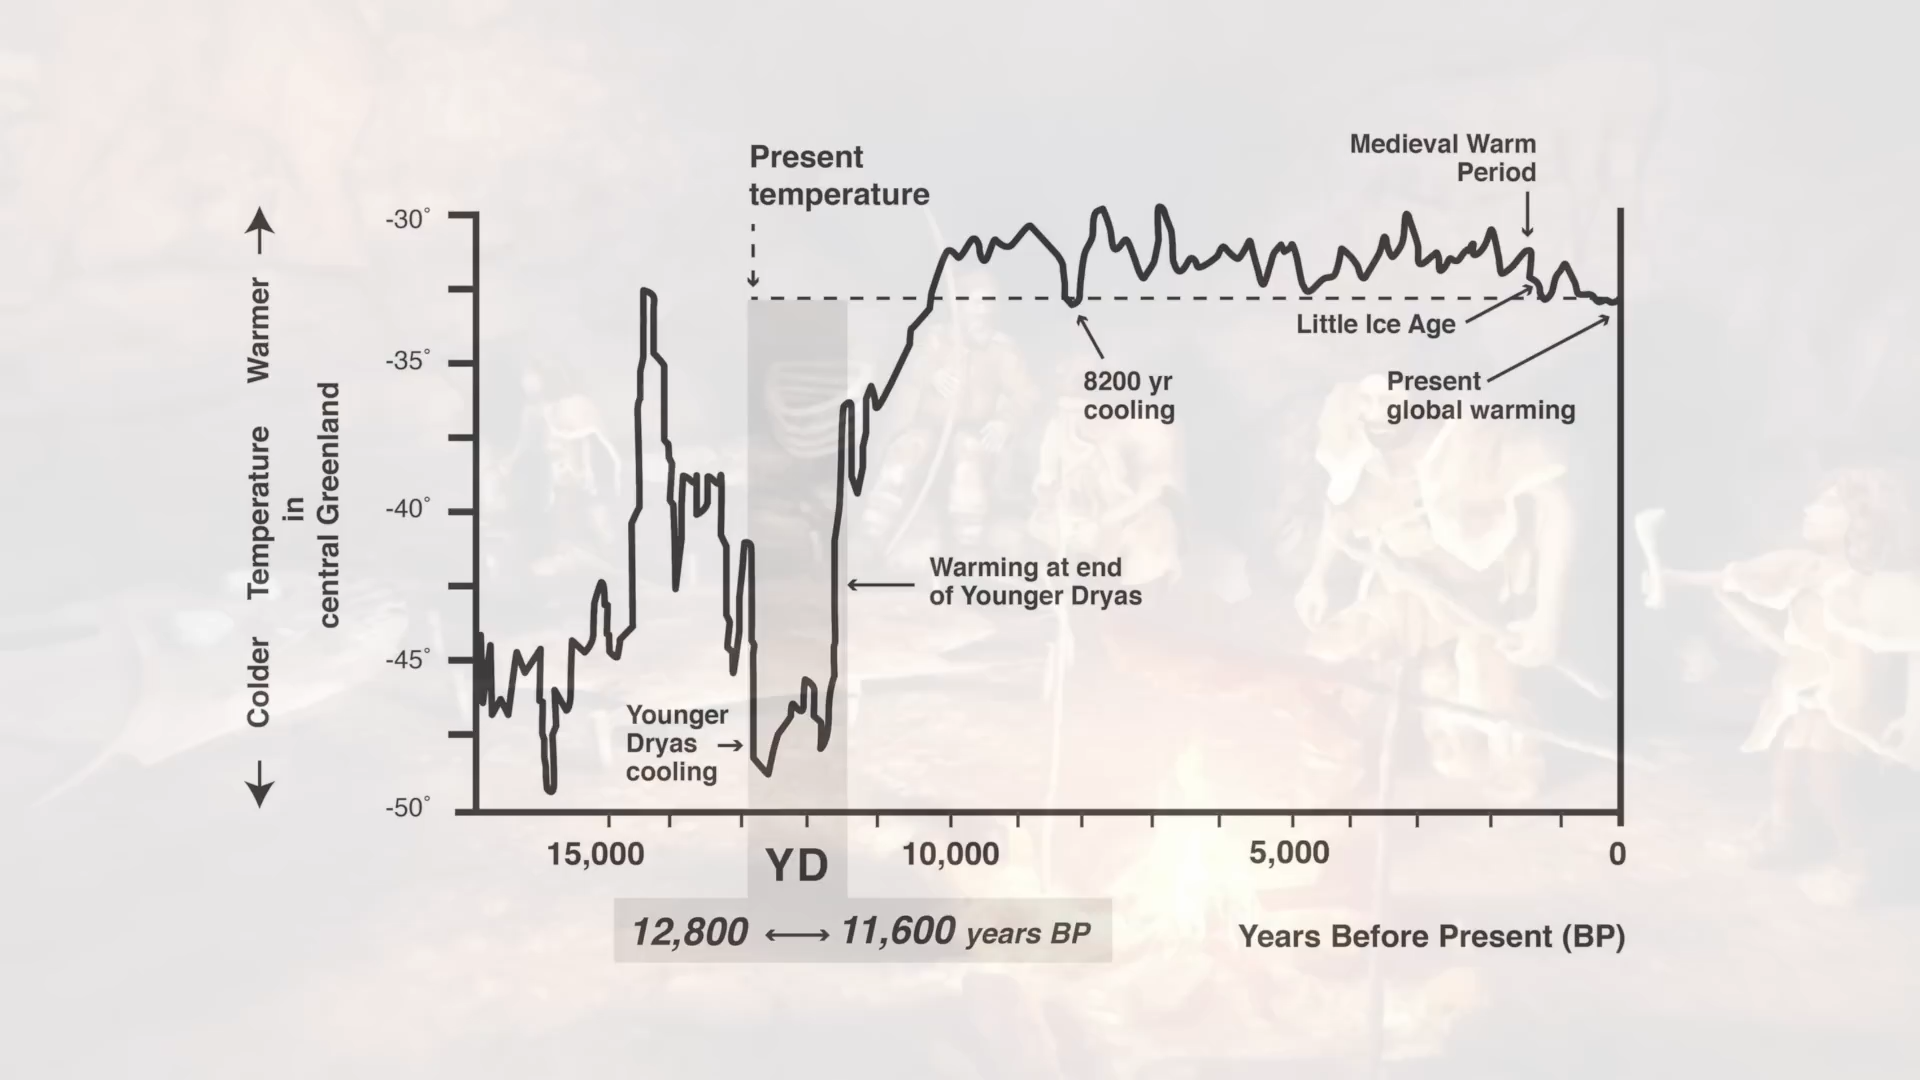 Present
temperature
Medieval Warm
Period
-30°
-35°
-40°
-45°
-50°
Colder Temperature Warmer
in
central Greenland
Little Ice Age
8200 yr
cooling
Present
global warming
Warming at end
of Younger Dryas
Younger
Dryas
cooling
15,000
YD
10,000
5,000
0
12,800 ⟷ 11,600 years BP
Years Before Present (BP)